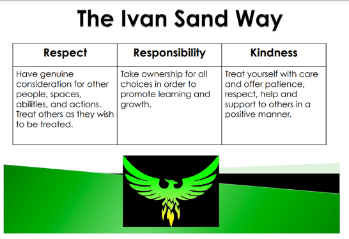 The Ivan Sand Way
Respect
Responsibility
Kindness
Have genuine
consideration for other
people, spaces,
abilities, and actions.
Treat others as they wish
to be treated.
Take ownership for all
choices in order to
promote learning and
growth.
Treat yourself with care
and offer patience,
respect, help and
support to others in a
positive manner.